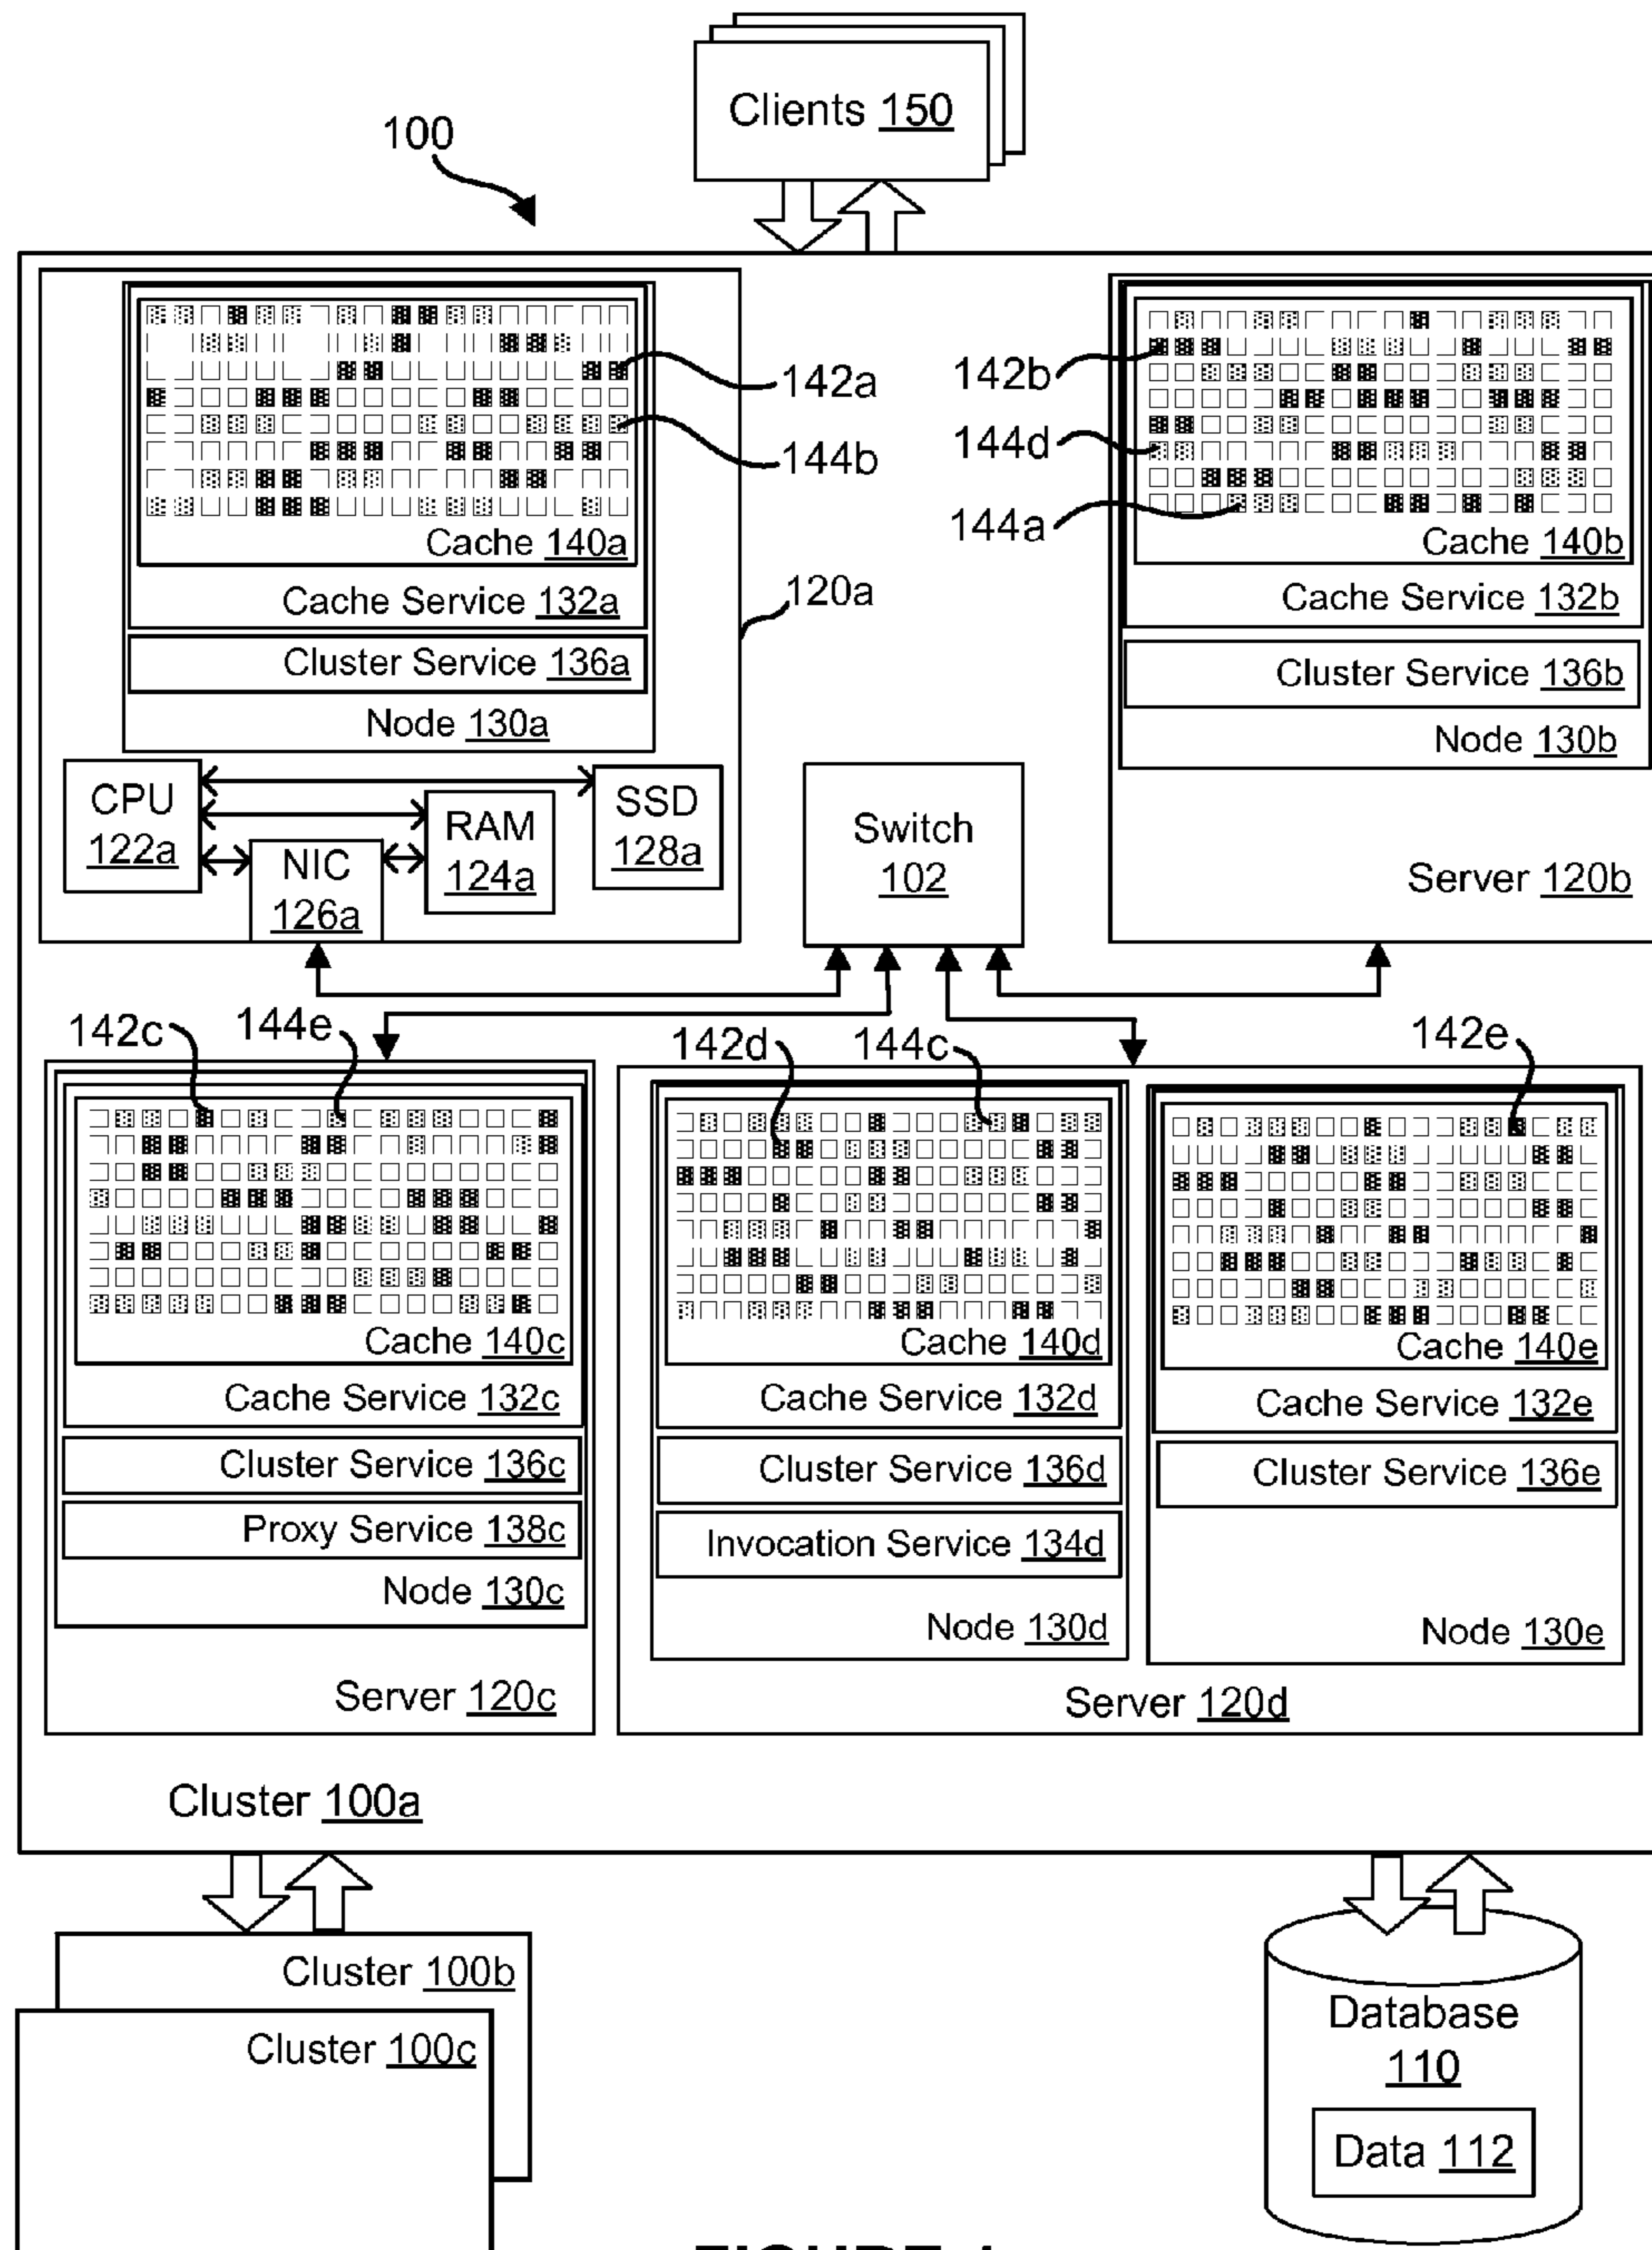 Clients 150
100
142a
144b
142b
144d
144a
Cache 140a
Cache Service 132a
Cluster Service 136a
Node 130a
120a
Cache 140b
Cache Service 132b
Cluster Service 136b
Node 130b
Server 120b
CPU
122a
NIC
126a
RAM
124a
SSD
128a
Switch
102
142c
144e
142d
144c
142e
Cache 140c
Cache Service 132c
Cluster Service 136c
Proxy Service 138c
Node 130c
Server 120c
Cache 140d
Cache Service 132d
Cluster Service 136d
Invocation Service 134d
Node 130d
Cache 140e
Cache Service 132e
Cluster Service 136e
Node 130e
Server 120d
Cluster 100a
Cluster 100b
Cluster 100c
Database
110
Data 112